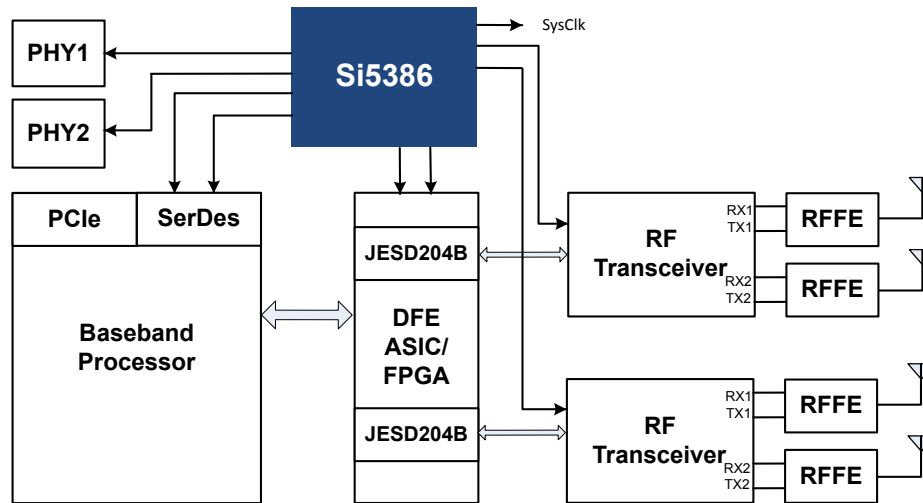 SysClk
PHY1
Si5386
PHY2
PCIe
SerDes
Baseband
Processor
JESD204B
DFE
ASIC/
FPGA
JESD204B
RF
Transceiver
RX1
TX1
RX2
TX2
RFFE
RFFE
RF
Transceiver
RX1
TX1
RX2
TX2
RFFE
RFFE